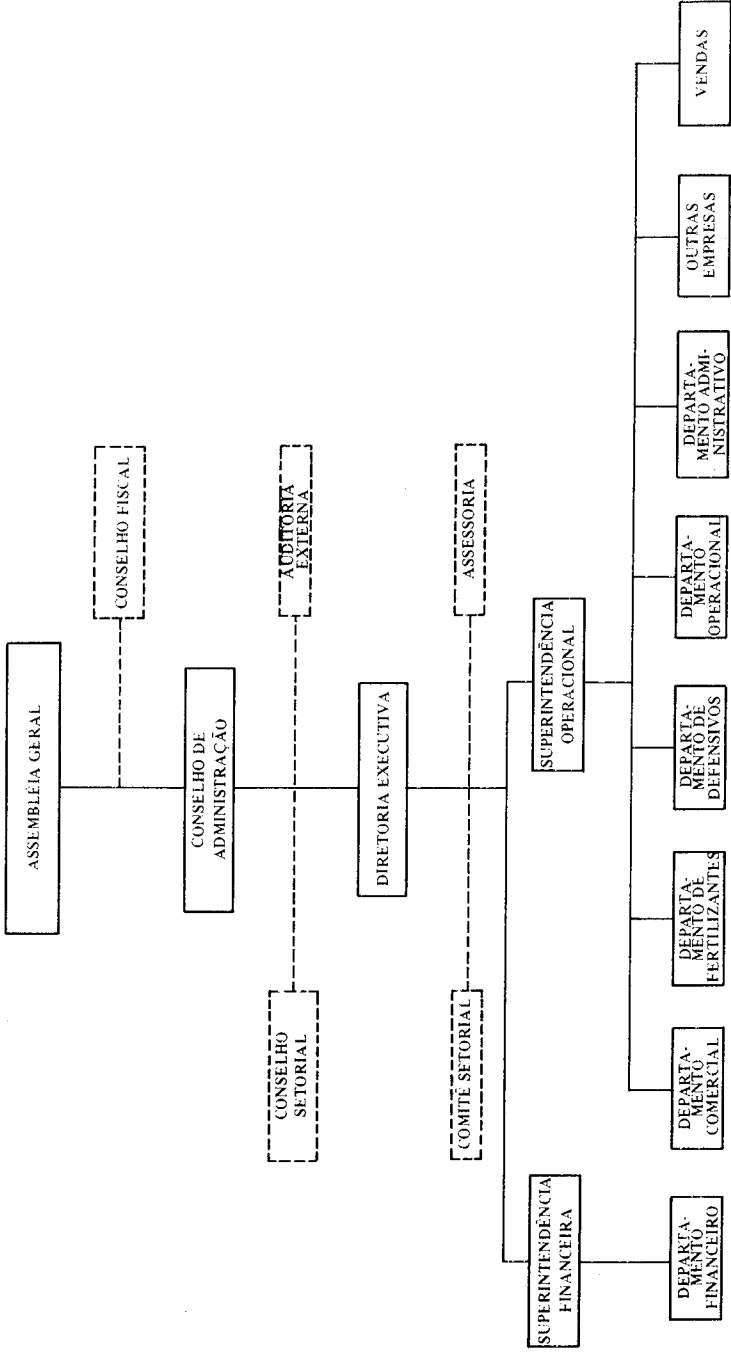 ASSEMBLÉIA GERAL
CONSELHO FISCAL
CONSELHO DE
ADMINISTRAÇÃO
CONSELHO
SETORIAL
AUDITORIA
EXTERNA
DIRETORIA EXECUTIVA
COMITÊ SETORIAL
ASSESSORIA
SUPERINTENDÊNCIA
FINANCEIRA
SUPERINTENDÊNCIA
OPERACIONAL
DEPARTA-
MENTO
FINANCEIRO
DEPARTA-
MENTO
COMERCIAL
DEPARTA-
MENTO DE
FERTILIZANTES
DEPARTA-
MENTO DE
DEFENSIVOS
DEPARTA-
MENTO
OPERACIONAL
DEPARTA-
MENTO ADMI-
NISTRATIVO
OUTRAS
EMPRESAS
VENDAS